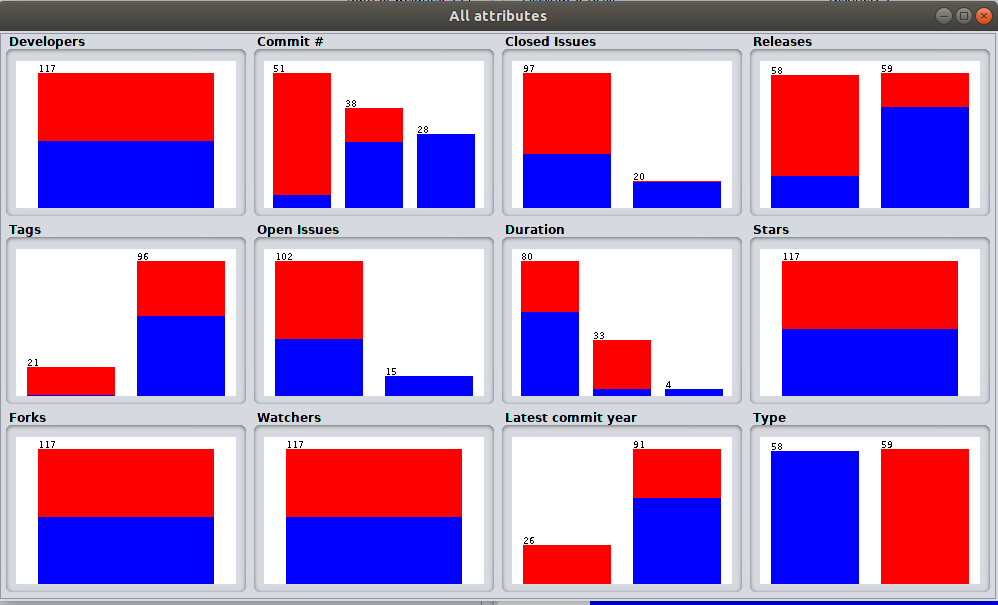 All attributes
Developers Commit # Closed Issues Releases
117 51 38 28 97 20 58 59
Tags Open Issues Duration Stars
21 96 102 15 80 33 4 117
Forks Watchers Latest commit year Type
117 117 26 91 58 59